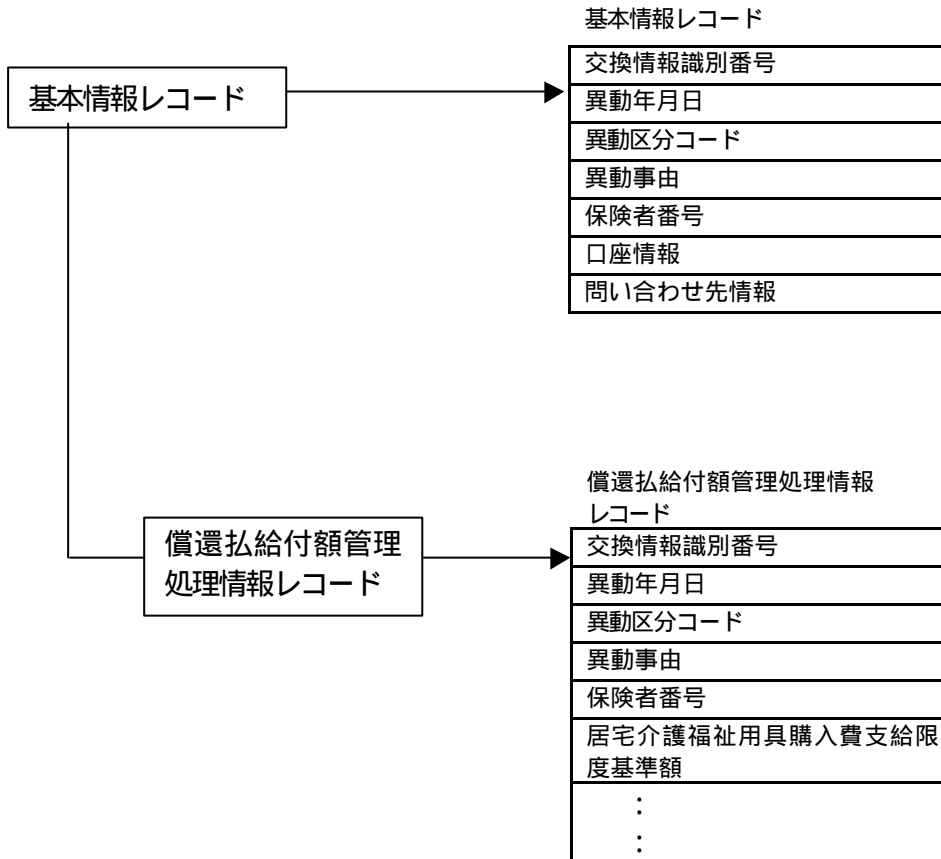 基本情報レコード
基本情報レコード
交換情報識別番号
異動年月日
異動区分コード
異動事由
保険者番号
口座情報
問い合わせ先情報
償還払給付額管理
処理情報レコード
償還払給付額管理処理情報
レコード
交換情報識別番号
異動年月日
異動区分コード
異動事由
保険者番号
居宅介護福祉用具購入費支給限
度基準額
：
：